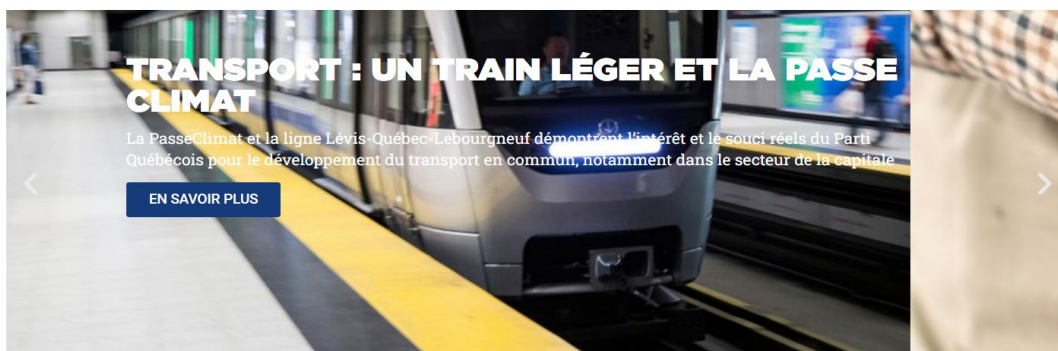 TRANSPORT : UN TRAIN LÉGER ET LA PASSE
CLIMAT
La PasseClimat et la ligne Lévis-Québec-Lebourgneuf démontrent l'intérêt et le souci réels du Parti
Québécois pour le développement du transport en commun, notamment dans le secteur de la capitale
EN SAVOIR PLUS